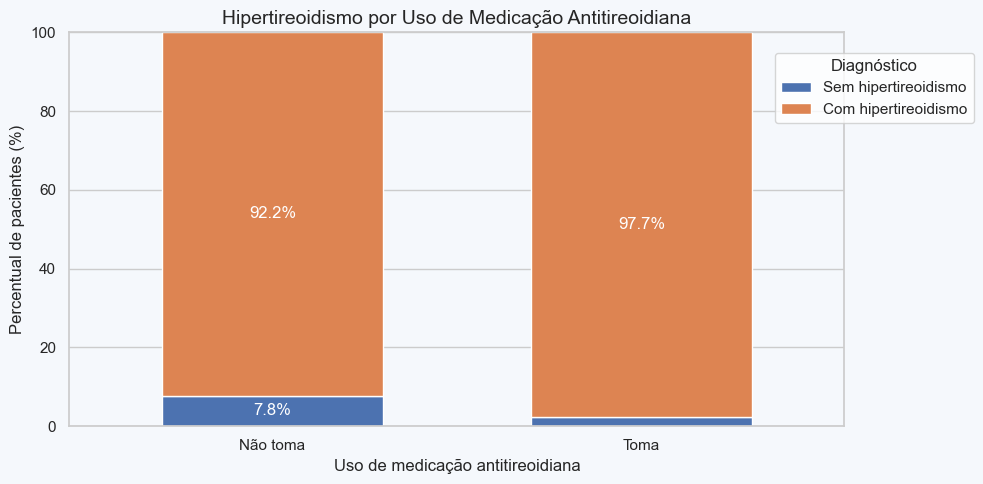 Hipertireoidismo por Uso de Medicação Antitireoidiana
Percentual de pacientes (%)
100
80
60
40
20
0
92.2%
7.8%
97.7%
Não toma
Toma
Uso de medicação antitireoidiana
Diagnóstico
Sem hipertireoidismo
Com hipertireoidismo